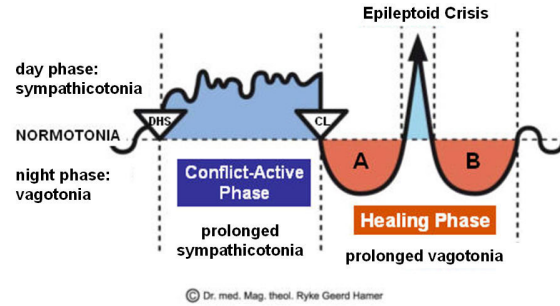 Epileptoid Crisis
day phase:
sympathicotonia
DHS
CL
NORMOTONIA
A
B
night phase:
vagotonia
Conflict-Active
Phase
Healing Phase
prolonged
sympathicotonia
prolonged vagotonia
© Dr. med. Mag. theol. Ryke Geerd Hamer